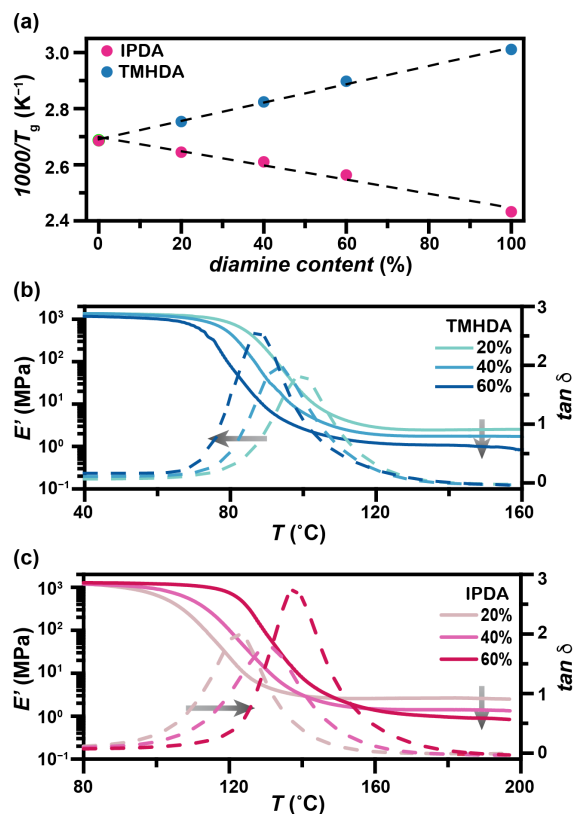 (a)
IPDA
TMHDA
1000/Tg (K⁻¹)
3.0
2.8
2.6
2.4
0 20 40 60 80 100
diamine content (%)
(b)
E' (MPa)
10³
10²
10¹
10⁰
10⁻¹
TMHDA
20%
40%
60%
3
2
1
0
tan δ
40 80 120 160
T (˚C)
(c)
E' (MPa)
10³
10²
10¹
10⁰
10⁻¹
IPDA
20%
40%
60%
3
2
1
0
tan δ
80 120 160 200
T (˚C)